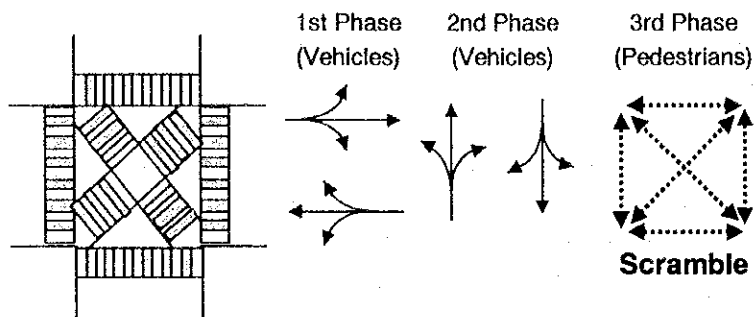 1st Phase
(Vehicles)
2nd Phase
(Vehicles)
3rd Phase
(Pedestrians)
Scramble